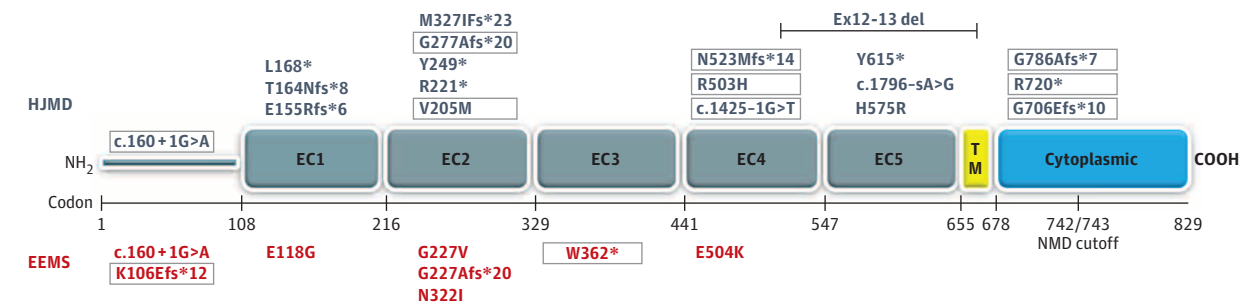 Ex12-13 del
M327IFs*23
G277Afs*20
Y249*
R221*
V205M
L168*
T164Nfs*8
E155Rfs*6
N523Mfs*14
R503H
c.1425-1G>T
Y615*
c.1796-sA>G
H575R
G786Afs*7
R720*
G706Efs*10
HJMD
c.160+1G>A
NH2
EC1
EC2
EC3
EC4
EC5
TM
Cytoplasmic
COOH
Codon
1 108 216 329 441 547 655 678 742/743 829
NMD cutoff
EEMS
c.160+1G>A
K106Efs*12
E118G
G227V
G227Afs*20
N322I
W362*
E504K